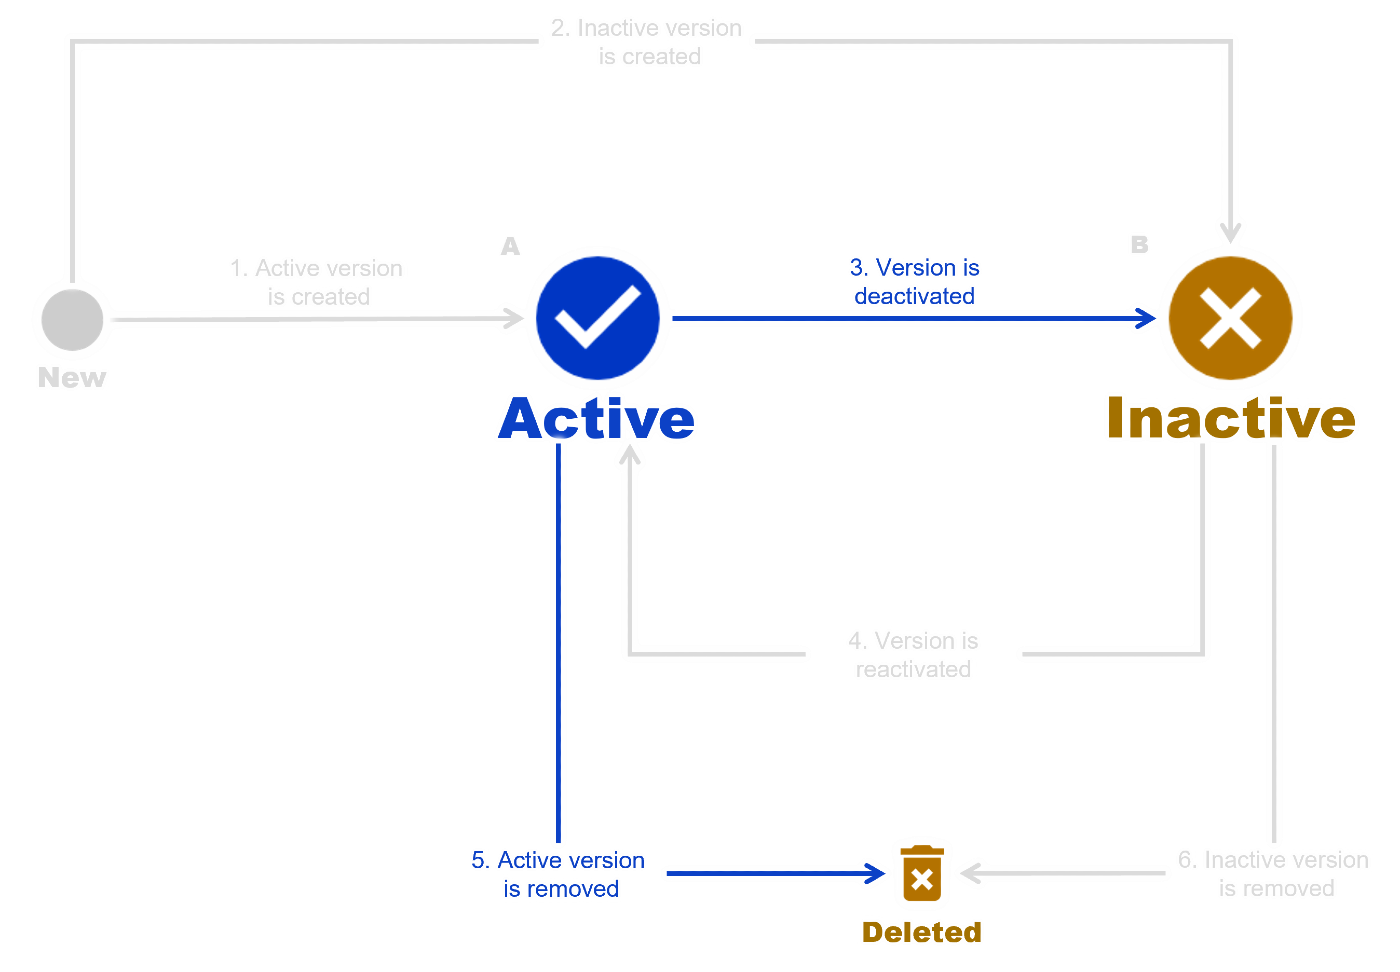 2. Inactive version
is created
A
B
1. Active version
is created
3. Version is
deactivated
New
Active
Inactive
4. Version is
reactivated
5. Active version
is removed
6. Inactive version
is removed
Deleted